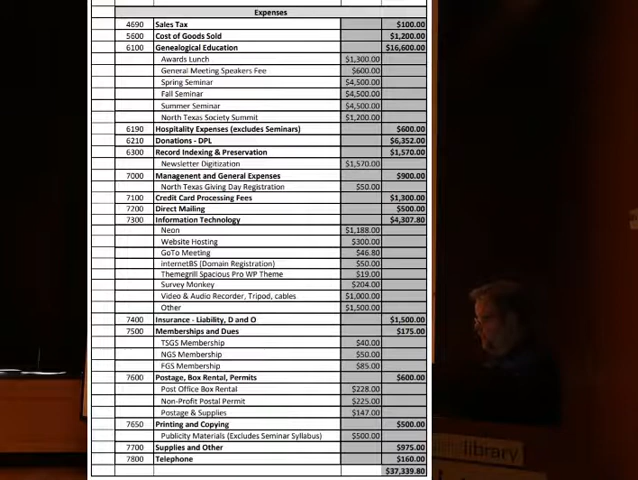 Expenses
4690 Sales Tax $100.00
5600 Cost of Goods Sold $1,200.00
6100 Genealogical Education $16,600.00
Awards Lunch $1,300.00
General Meeting Speakers Fee $600.00
Spring Seminar $4,500.00
Fall Seminar $4,500.00
Summer Seminar $4,500.00
North Texas Society Summit $1,200.00
6190 Hospitality Expenses (excludes Seminars) $600.00
6210 Donations - DPL $6,352.00
6300 Record Indexing & Preservation $1,570.00
Newsletter Digitization $1,570.00
7000 Management and General Expenses $900.00
North Texas Giving Day Registration $50.00
7100 Credit Card Processing Fees $1,300.00
7200 Direct Mailing $500.00
7300 Information Technology $4,307.80
Neon $1,188.00
Website Hosting $300.00
GoTo Meeting $46.80
internetBS (Domain Registration) $50.00
Themegrill Spacious Pro WP Theme $19.00
Survey Monkey $204.00
Video & Audio Recorder, Tripod, cables $1,000.00
Other $1,500.00
7400 Insurance - Liability, D and O $1,500.00
7500 Memberships and Dues $175.00
TSGS Membership $40.00
NGS Membership $50.00
FGS Membership $85.00
7600 Postage, Box Rental, Permits $600.00
Post Office Box Rental $228.00
Non-Profit Postal Permit $225.00
Postage & Supplies $147.00
7650 Printing and Copying $500.00
Publicity Materials (Excludes Seminar Syllabus) $500.00
7700 Supplies and Other $975.00
7800 Telephone $160.00
$37,339.80
library